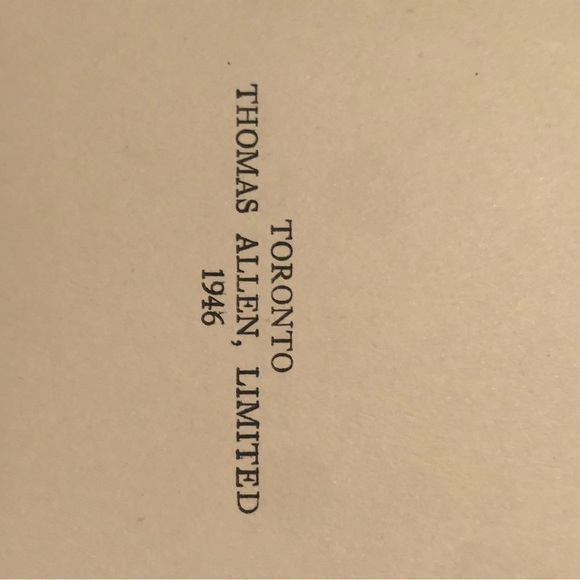 TORONTO
THOMAS ALLEN, LIMITED
1946